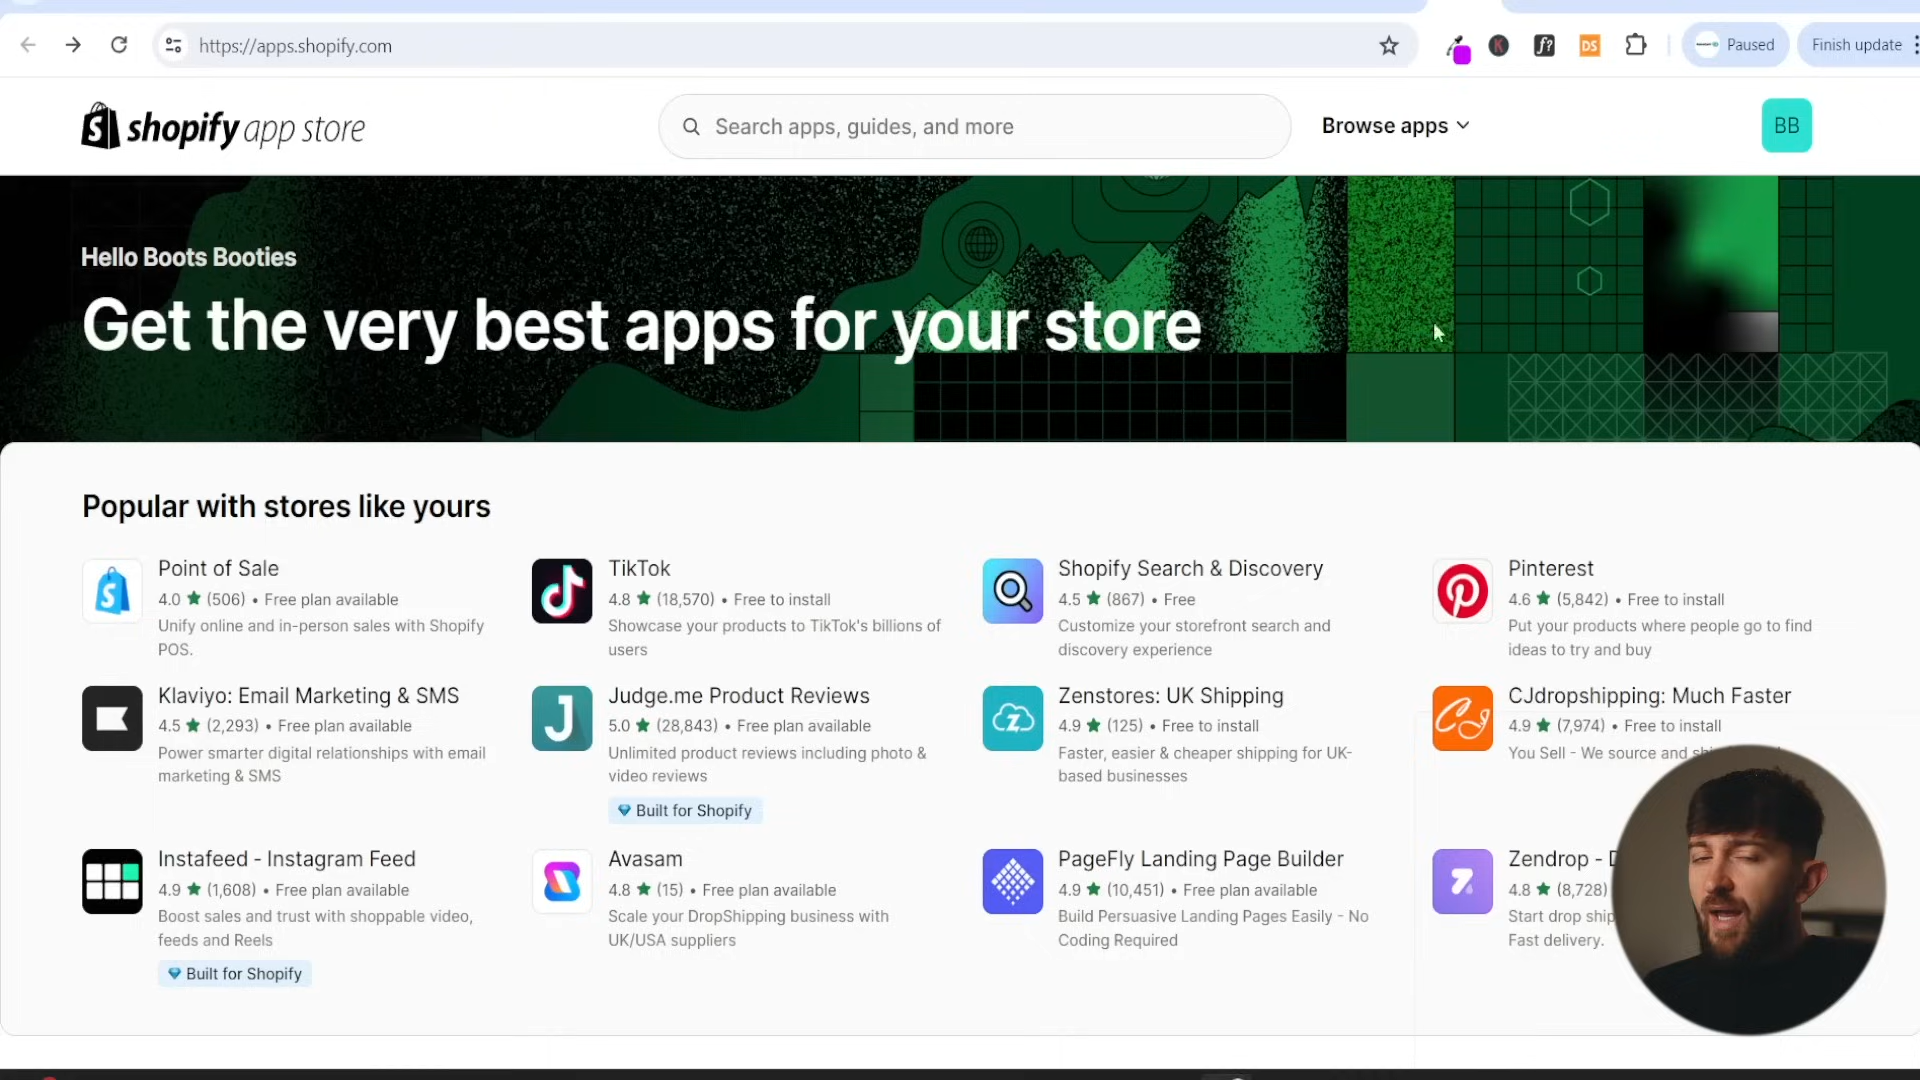 https://apps.shopify.com
Paused
Finish update
shopify app store
Search apps, guides, and more
Browse apps
BB
Hello Boots Booties
Get the very best apps for your store
Popular with stores like yours
Point of Sale
4.0 ★ (506) • Free plan available
Unify online and in-person sales with Shopify
POS.
TikTok
4.8 ★ (18,570) • Free to install
Showcase your products to TikTok's billions of
users
Shopify Search & Discovery
4.5 ★ (867) • Free
Customize your storefront search and
discovery experience
Pinterest
4.6 ★ (5,842) • Free to install
Put your products where people go to find
ideas to try and buy
Klaviyo: Email Marketing & SMS
4.5 ★ (2,293) • Free plan available
Power smarter digital relationships with email
marketing & SMS
Judge.me Product Reviews
5.0 ★ (28,843) • Free plan available
Unlimited product reviews including photo &
video reviews
Built for Shopify
Zenstores: UK Shipping
4.9 ★ (125) • Free to install
Faster, easier & cheaper shipping for UK-
based businesses
CJdropshipping: Much Faster
4.9 ★ (7,974) • Free to install
You Sell - We source and
Instafeed - Instagram Feed
4.9 ★ (1,608) • Free plan available
Boost sales and trust with shoppable video,
feeds and Reels
Built for Shopify
Avasam
4.8 ★ (15) • Free plan available
Scale your DropShipping business with
UK/USA suppliers
PageFly Landing Page Builder
4.9 ★ (10,451) • Free plan available
Build Persuasive Landing Pages Easily - No
Coding Required
Zendrop -
4.8 ★ (8,728)
Start drop
Fast delivery.